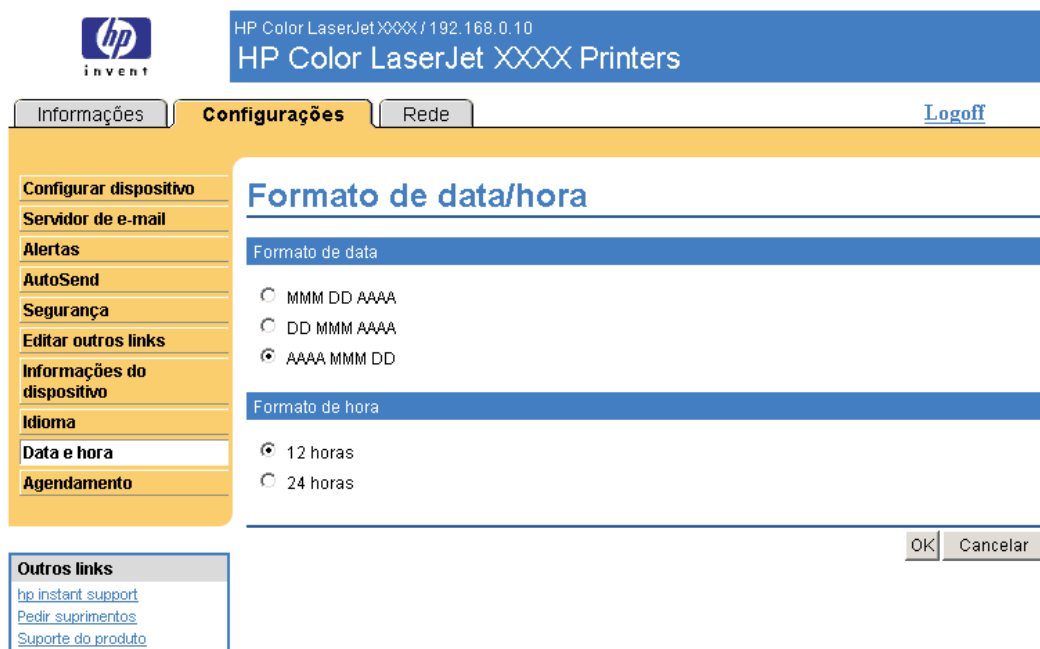 hp
invent
HP Color LaserJet XXXX / 192.168.0.10
HP Color LaserJet XXXX Printers
Informações
Configurações
Rede
Logoff
Configurar dispositivo
Servidor de e-mail
Alertas
AutoSend
Segurança
Editar outros links
Informações do
dispositivo
Idioma
Data e hora
Agendamento
Formato de data/hora
Formato de data
MMM DD AAAA
DD MMM AAAA
AAAA MMM DD
Formato de hora
12 horas
24 horas
OK
Cancelar
Outros links
hp instant support
Pedir suprimentos
Suporte do produto